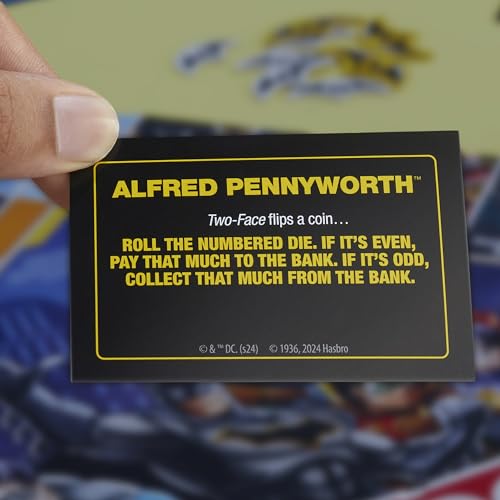 ALFRED PENNYWORTH™
Two-Face flips a coin...
ROLL THE NUMBERED DIE. IF IT'S EVEN,
PAY THAT MUCH TO THE BANK. IF IT'S ODD,
COLLECT THAT MUCH FROM THE BANK.
© & ™ DC. (s24) © 1936, 2024 Hasbro